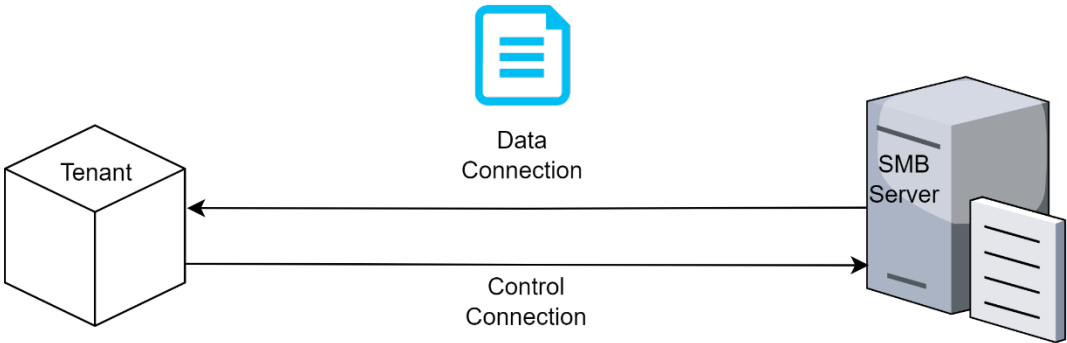 Data
Connection
Tenant
SMB
Server
Control
Connection